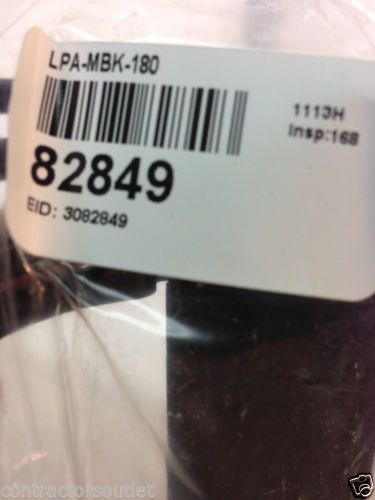 LPA-MBK-180
1113H
Insp:168
82849
EID: 3082849
contractorsoutlet